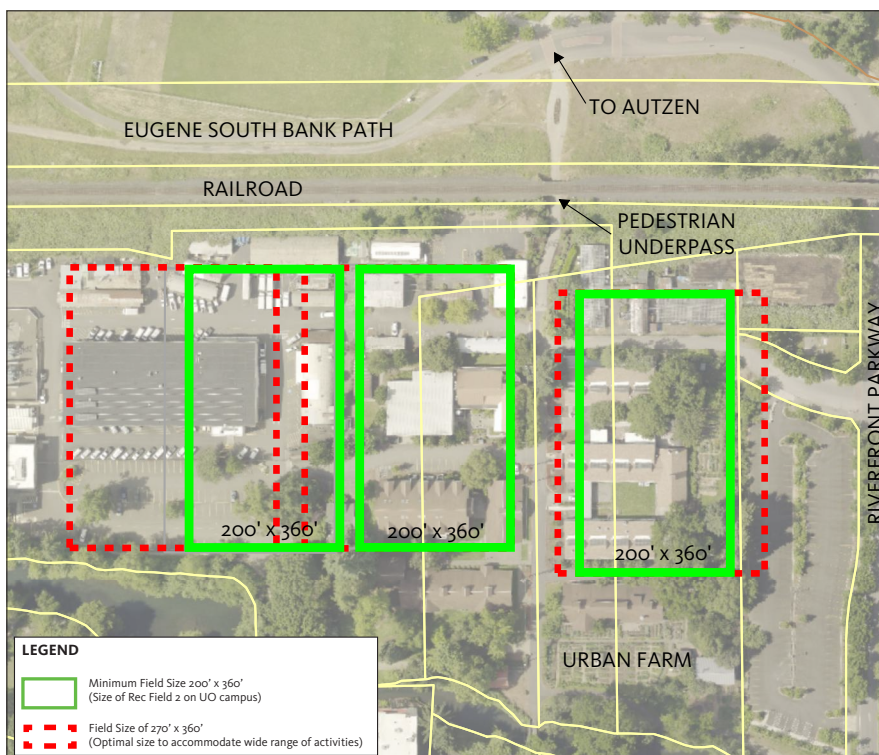 TO AUTZEN
EUGENE SOUTH BANK PATH
RAILROAD
PEDESTRIAN
UNDERPASS
RIVERFRONT PARKWAY
200' x 360'
200' x 360'
200' x 360'
URBAN FARM
LEGEND
Minimum Field Size 200' x 360'
(Size of Rec Field 2 on UO campus)
Field Size of 270' x 360'
(Optimal size to accommodate wide range of activities)